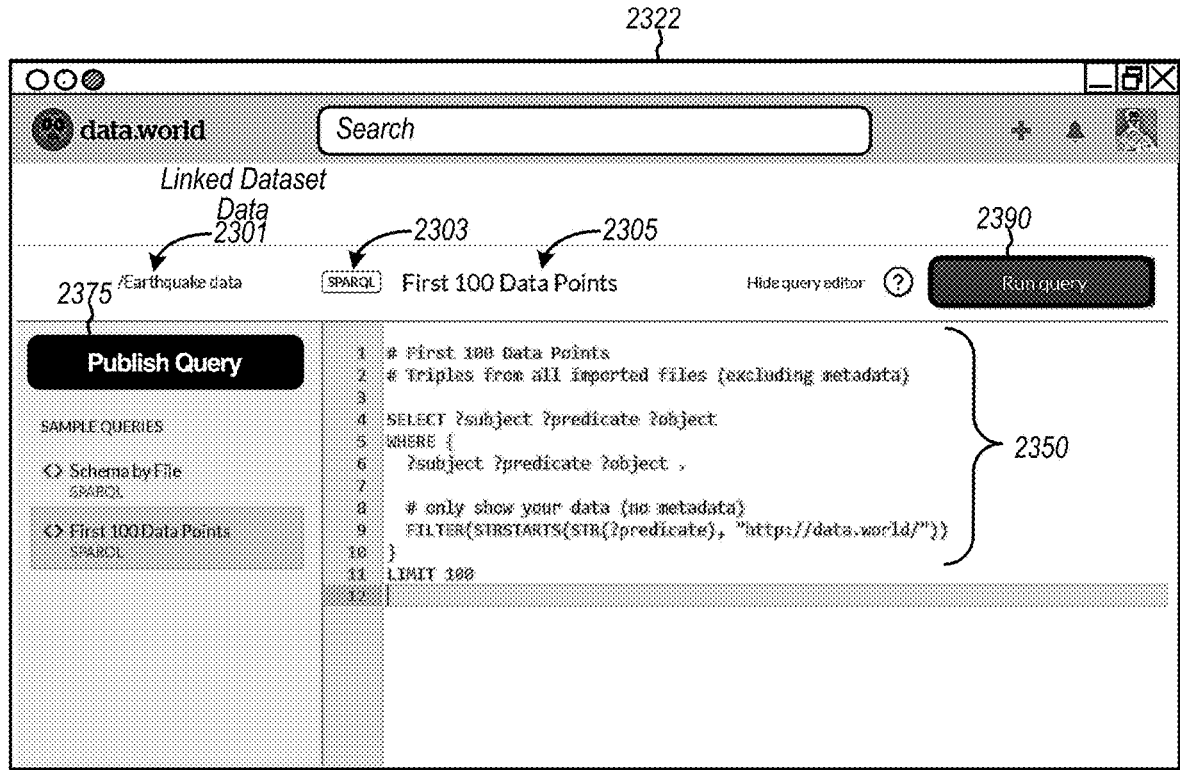 2322
data.world
Search
Linked Dataset
Data
2301
2303
2305
2390
2375
/Earthquake data
SPARQL
First 100 Data Points
Hide query editor
?
Run query
Publish Query
SAMPLE QUERIES
<> Schema by File
SPARQL
<> First 100 Data Points
SPARQL
1 # First 100 Data Points
2 # Triples from all imported files (excluding metadata)
3
4 SELECT ?subject ?predicate ?object
5 WHERE {
6 ?subject ?predicate ?object .
7
8 # only show your data (no metadata)
9 FILTER(STRSTARTS(STR(?predicate), "http://data.world/"))
10 }
11 LIMIT 100
12
2350